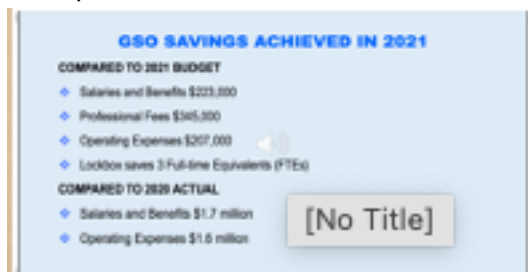 GSO SAVINGS ACHIEVED IN 2021
COMPARED TO 2021 BUDGET
Salaries and Benefits $223,000
Professional Fees $345,000
Operating Expenses $207,000
Lockbox saves 3 Full-time Equivalents (FTEs)
COMPARED TO 2020 ACTUAL
Salaries and Benefits $1.7 million
Operating Expenses $1.6 million
[No Title]